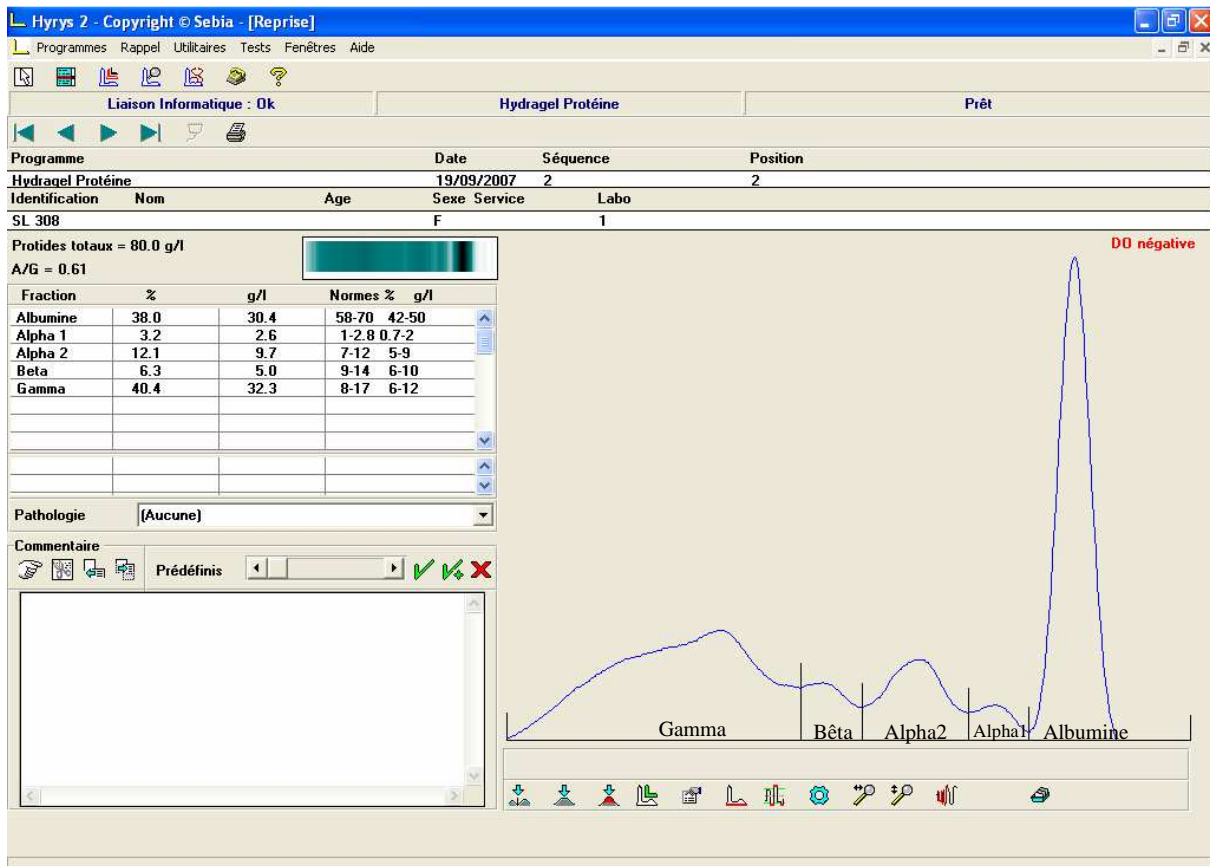 Hyrys 2 - Copyright © Sebia - [Reprise]
Programmes Rappel Utilitaires Tests Fenêtres Aide
Liaison Informatique : Ok Hydragel Protéine Prêt
Programme Date Séquence Position
Hydragel Protéine 19/09/2007 2 2
Identification Nom Age Sexe Service Labo
SL 308 F 1
Protides totaux = 80.0 g/l
A/G = 0.61
DO négative
Fraction % g/l Normes % g/l
Albumine 38.0 30.4 58-70 42-50
Alpha 1 3.2 2.6 1-2.8 0.7-2
Alpha 2 12.1 9.7 7-12 5-9
Beta 6.3 5.0 9-14 6-10
Gamma 40.4 32.3 8-17 6-12
Pathologie (Aucune)
Commentaire
Prédéfinis
Gamma Bêta Alpha2 Alpha1 Albumine